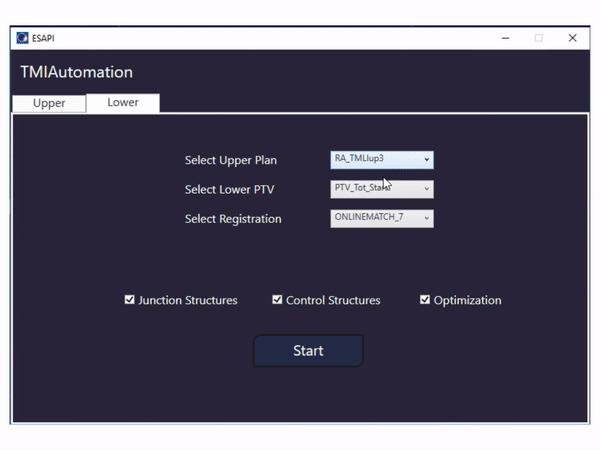 ESAPI
TMIAutomation
Upper Lower
Select Upper Plan RA_TMLIup3
Select Lower PTV PTV_Tot_Start
Select Registration ONLINEMATCH_7
Junction Structures Control Structures Optimization
Start